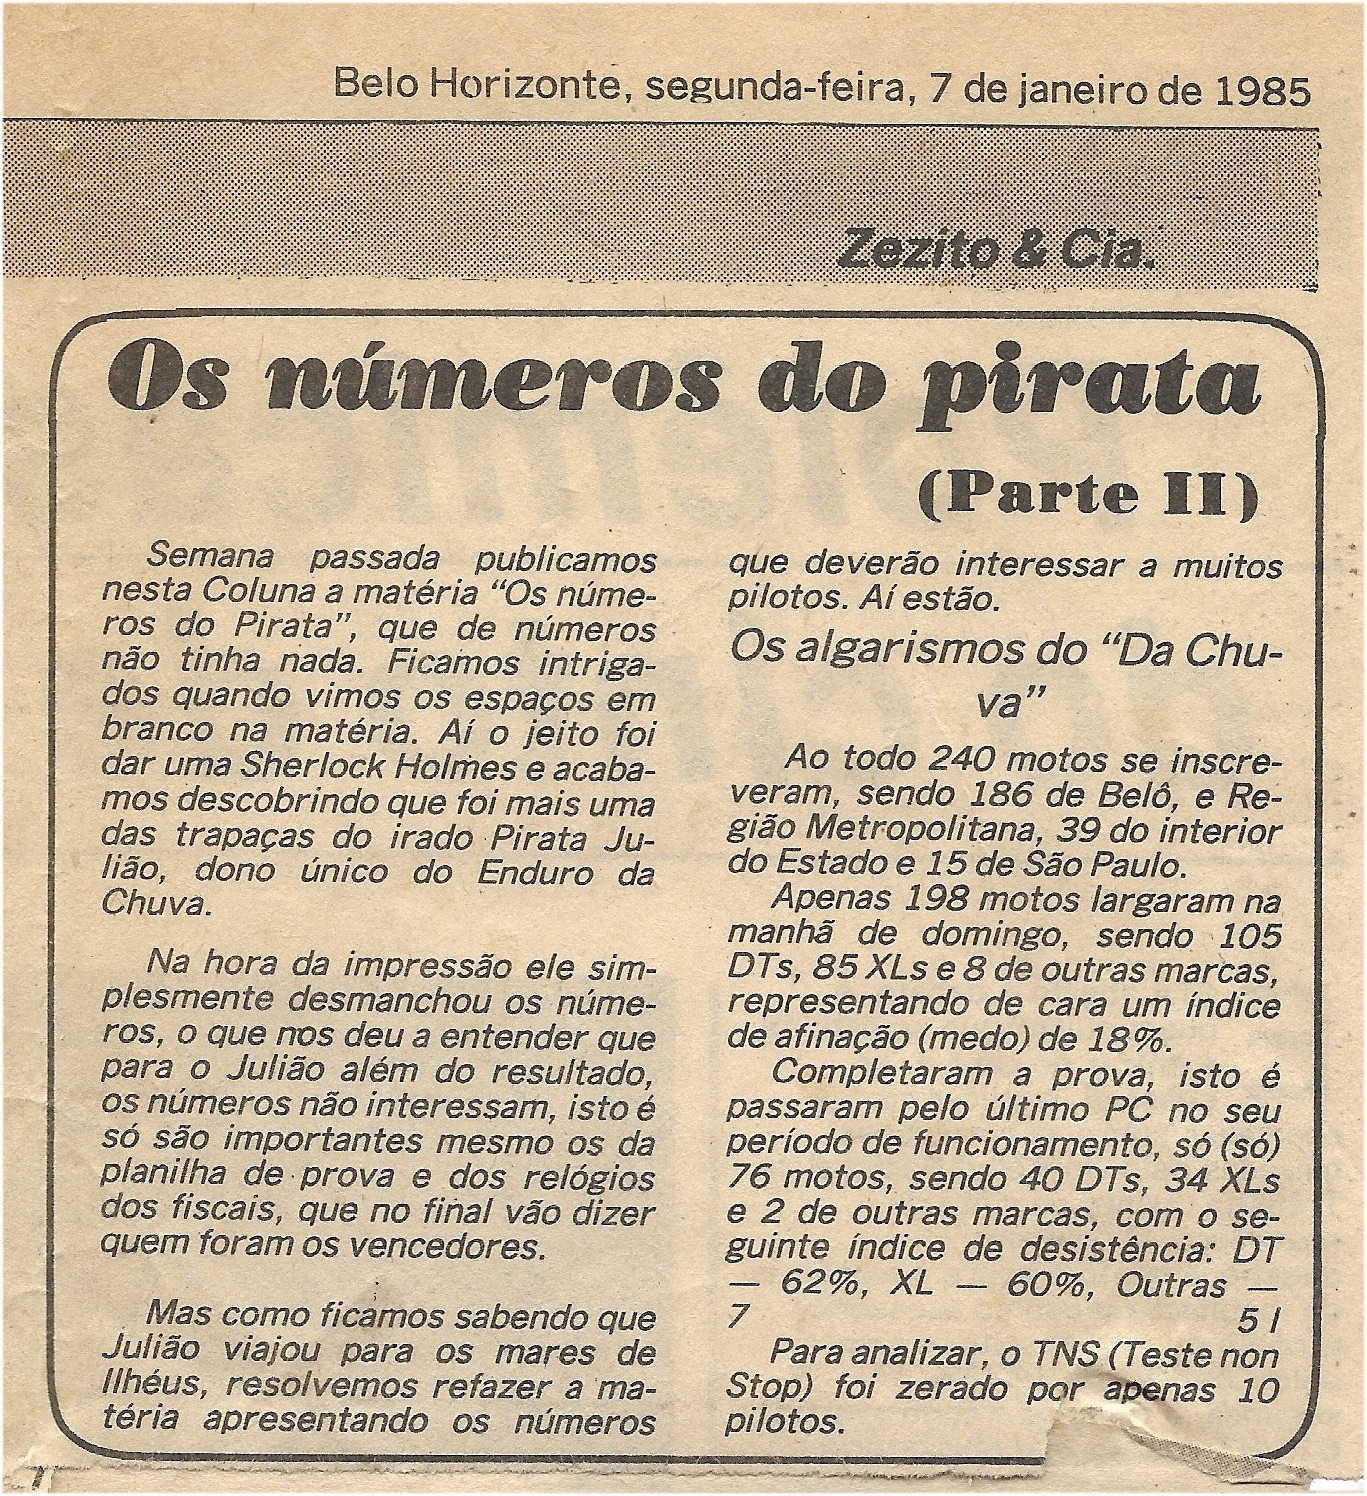 Belo Horizonte, segunda-feira, 7 de janeiro de 1985
Zezito & Cia.
Os números do pirata
(Parte II)
Semana passada publicamos
nesta Coluna a matéria “Os núme-
ros do Pirata”, que de números
não tinha nada. Ficamos intriga-
dos quando vimos os espaços em
branco na matéria. Aí o jeito foi
dar uma Sherlock Holmes e acaba-
mos descobrindo que foi mais uma
das trapaças do irado Pirata Ju-
lião, dono único do Enduro da
Chuva.
Na hora da impressão ele sim-
plesmente desmanchou os núme-
ros, o que nos deu a entender que
para o Julião além do resultado,
os números não interessam, isto é
só são importantes mesmo os da
planilha de prova e dos relógios
dos fiscais, que no final vão dizer
quem foram os vencedores.
Mas como ficamos sabendo que
Julião viajou para os mares de
Ilhéus, resolvemos refazer a ma-
téria apresentando os números
que deverão interessar a muitos
pilotos. Aí estão.
Os algarismos do “Da Chu-
va”
Ao todo 240 motos se inscre-
veram, sendo 186 de Belô, e Re-
gião Metropolitana, 39 do interior
do Estado e 15 de São Paulo.
Apenas 198 motos largaram na
manhã de domingo, sendo 105
DTs, 85 XLs e 8 de outras marcas,
representando de cara um índice
de afinação (medo) de 18%.
Completaram a prova, isto é
passaram pelo último PC no seu
período de funcionamento, só (só)
76 motos, sendo 40 DTs, 34 XLs
e 2 de outras marcas, com o se-
guinte índice de desistência: DT
— 62%, XL — 60%, Outras —
7 5 I
Para analizar, o TNS (Teste non
Stop) foi zerado por apenas 10
pilotos.